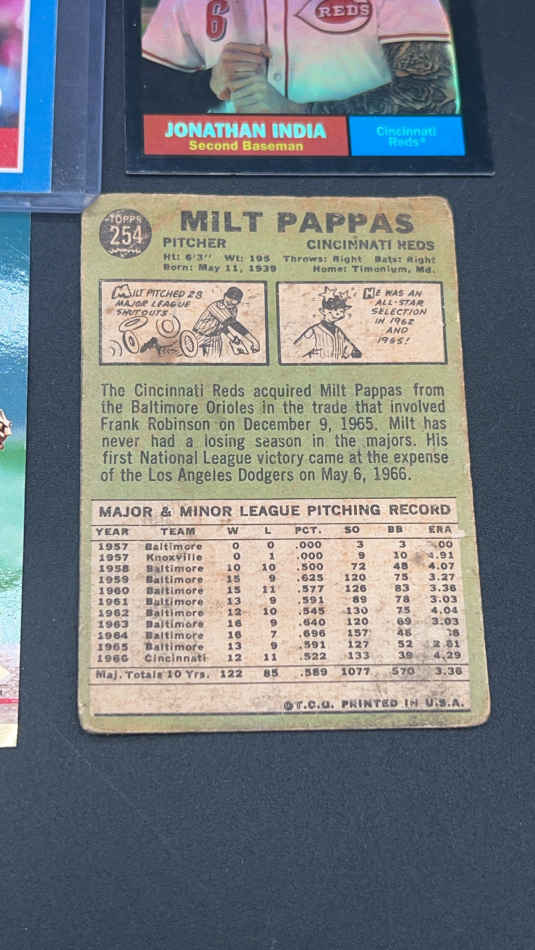 6
REDS
JONATHAN INDIA
Second Baseman
Cincinnati
Reds®
TOPPS
254
MILT PAPPAS
PITCHER CINCINNATI REDS
Ht: 6'3" Wt: 195 Throws: Right Bats: Right
Born: May 11, 1939 Home: Timonium, Md.
MILT PITCHED 28
MAJOR LEAGUE
SHUTOUTS.
HE WAS AN
ALL-STAR
SELECTION
IN 1962
AND
1965!
The Cincinnati Reds acquired Milt Pappas from
the Baltimore Orioles in the trade that involved
Frank Robinson on December 9, 1965. Milt has
never had a losing season in the majors. His
first National League victory came at the expense
of the Los Angeles Dodgers on May 6, 1966.
MAJOR & MINOR LEAGUE PITCHING RECORD
YEAR TEAM W L PCT. SO BB ERA
1957 Baltimore 0 0 .000 3 3 .00
1957 Knoxville 0 1 .000 9 10 4.91
1958 Baltimore 10 10 .500 72 48 4.07
1959 Baltimore 15 9 .625 120 75 3.27
1960 Baltimore 15 11 .577 126 83 3.36
1961 Baltimore 13 9 .591 89 78 3.03
1962 Baltimore 12 10 .545 130 75 4.04
1963 Baltimore 16 9 .640 120 69 3.03
1964 Baltimore 16 7 .696 157 48
1965 Baltimore 13 9 .591 127 52 2.61
1966 Cincinnati 12 11 .522 133 39 4.29
Maj. Totals 10 Yrs. 122 85 .589 1077 570 3.36
©T.C.G. PRINTED IN U.S.A.